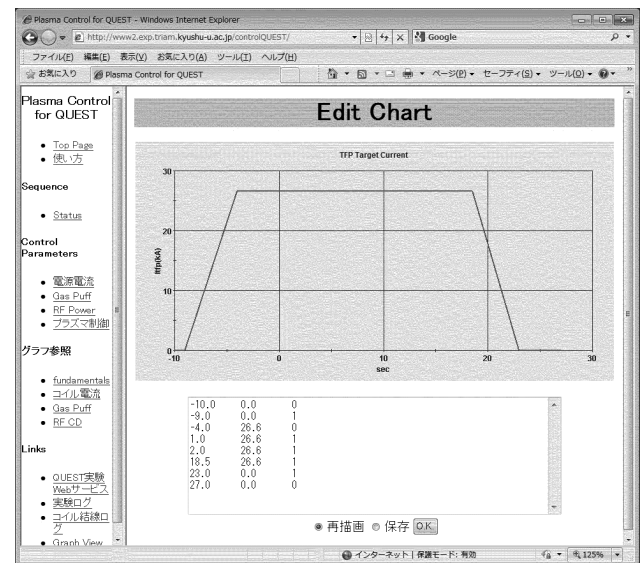 Plasma Control for QUEST - Windows Internet Explorer
http://www2.exp.triam.kyushu-u.ac.jp/controlQUEST/
Google
ファイル(F) 編集(E) 表示(V) お気に入り(A) ツール(T) ヘルプ(H)
お気に入り Plasma Control for QUEST
ページ(P) セーフティ(S) ツール(O)
Plasma Control
for QUEST
Top Page
使い方
Sequence
Status
Control
Parameters
電源電流
Gas Puff
RF Power
プラズマ制御
グラフ参照
fundamentals
コイル電流
Gas Puff
RF CD
Links
QUEST実験
Webサービス
実験ログ
コイル結線ロ
グ
Graph View
Edit Chart
TFP Target Current
Itfp(kA)
30
20
10
0
-10 0 10 20 30
sec
-10.0 0.0 0
-9.0 0.0 1
-4.0 26.6 0
1.0 26.6 1
2.0 26.6 1
18.5 26.6 1
23.0 0.0 1
27.0 0.0 0
再描画 保存 O.K.
インターネット | 保護モード: 有効
125%